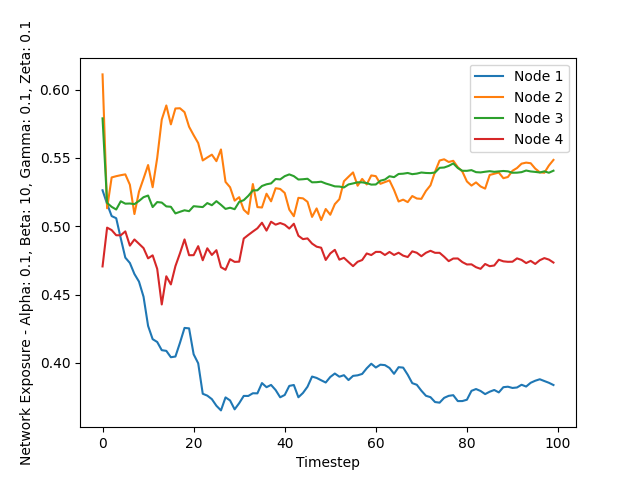 Network Exposure - Alpha: 0.1, Beta: 10, Gamma: 0.1, Zeta: 0.1
0.60
0.55
0.50
0.45
0.40
Node 1
Node 2
Node 3
Node 4
0 20 40 60 80 100
Timestep